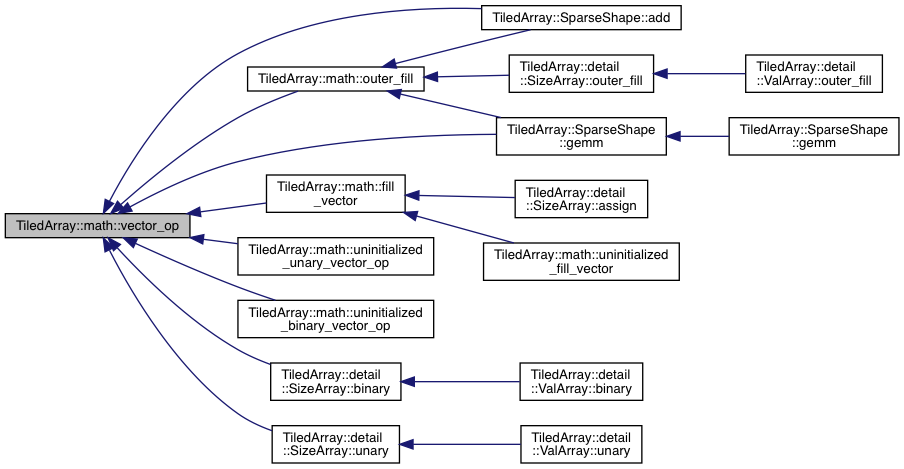 TiledArray::SparseShape::add
TiledArray::math::outer_fill
TiledArray::detail
::SizeArray::outer_fill
TiledArray::detail
::ValArray::outer_fill
TiledArray::SparseShape
::gemm
TiledArray::SparseShape
::gemm
TiledArray::math::fill
_vector
TiledArray::detail
::SizeArray::assign
TiledArray::math::vector_op
TiledArray::math::uninitialized
_unary_vector_op
TiledArray::math::uninitialized
_fill_vector
TiledArray::math::uninitialized
_binary_vector_op
TiledArray::detail
::SizeArray::binary
TiledArray::detail
::ValArray::binary
TiledArray::detail
::SizeArray::unary
TiledArray::detail
::ValArray::unary